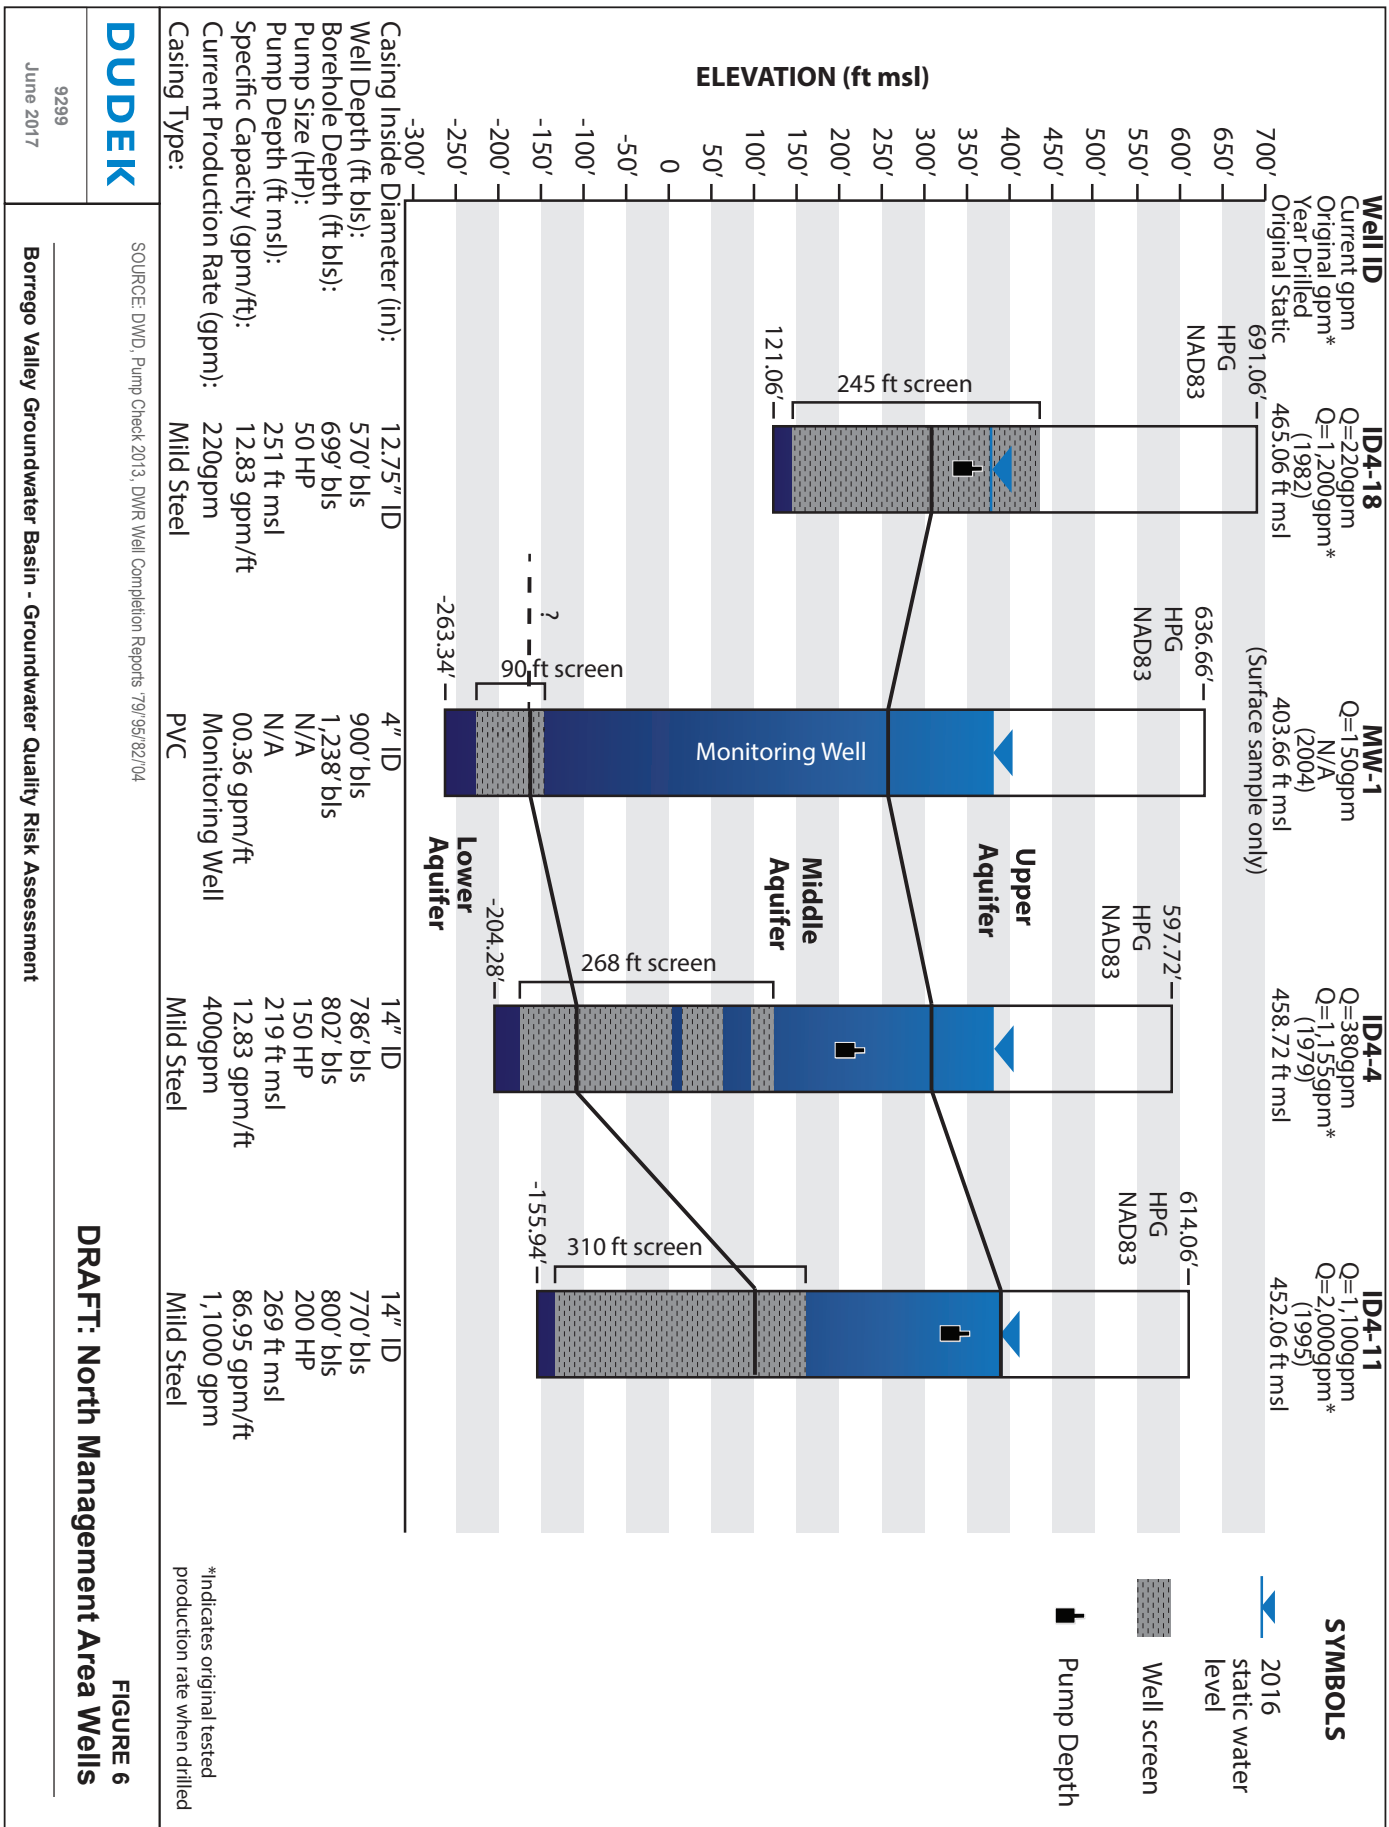 Well ID
Current gpm
Original gpm*
Year Drilled
Original Static
ID4-18
Q=220gpm
Q=1,200gpm*
(1982)
465.06 ft msl
MW-1
Q=150gpm
N/A
(2004)
403.66 ft msl
(Surface sample only)
ID4-4
Q=380gpm
Q=1,155gpm*
(1979)
458.72 ft msl
ID4-11
Q=1,100gpm
Q=2,000gpm*
(1995)
452.06 ft msl
SYMBOLS
2016
static water
level
Well screen
Pump Depth
ELEVATION (ft msl)
700’
650’
600’
550’
500’
450’
400’
350’
300’
250’
200’
150’
100’
50’
0
-50’
-100’
-150’
-200’
-250’
-300’
691.06’
HPG
NAD83
245 ft screen
121.06’
636.66’
HPG
NAD83
Monitoring Well
90 ft screen
?
-263.34’
Upper
Aquifer
Middle
Aquifer
Lower
Aquifer
597.72’
HPG
NAD83
268 ft screen
-204.28’
614.06’
HPG
NAD83
310 ft screen
-155.94’
Casing Inside Diameter (in): 12.75” ID 4” ID 14” ID 14” ID
Well Depth (ft bls): 570’ bls 900’ bls 786’ bls 770’ bls
Borehole Depth (ft bls): 699’ bls 1,238’ bls 802’ bls 800’ bls
Pump Size (HP): 50 HP N/A 150 HP 200 HP
Pump Depth (ft msl): 251 ft msl N/A 219 ft msl 269 ft msl
Specific Capacity (gpm/ft): 12.83 gpm/ft 00.36 gpm/ft 12.83 gpm/ft 86.95 gpm/ft
Current Production Rate (gpm): 220gpm Monitoring Well 400gpm 1,1000 gpm
Casing Type: Mild Steel PVC Mild Steel Mild Steel
*Indicates original tested
production rate when drilled
SOURCE: DWD, Pump Check 2013, DWR Well Completion Reports '79/'95/'82/'04
DUDEK
9299
June 2017
FIGURE 6
DRAFT: North Management Area Wells
Borrego Valley Groundwater Basin - Groundwater Quality Risk Assessment